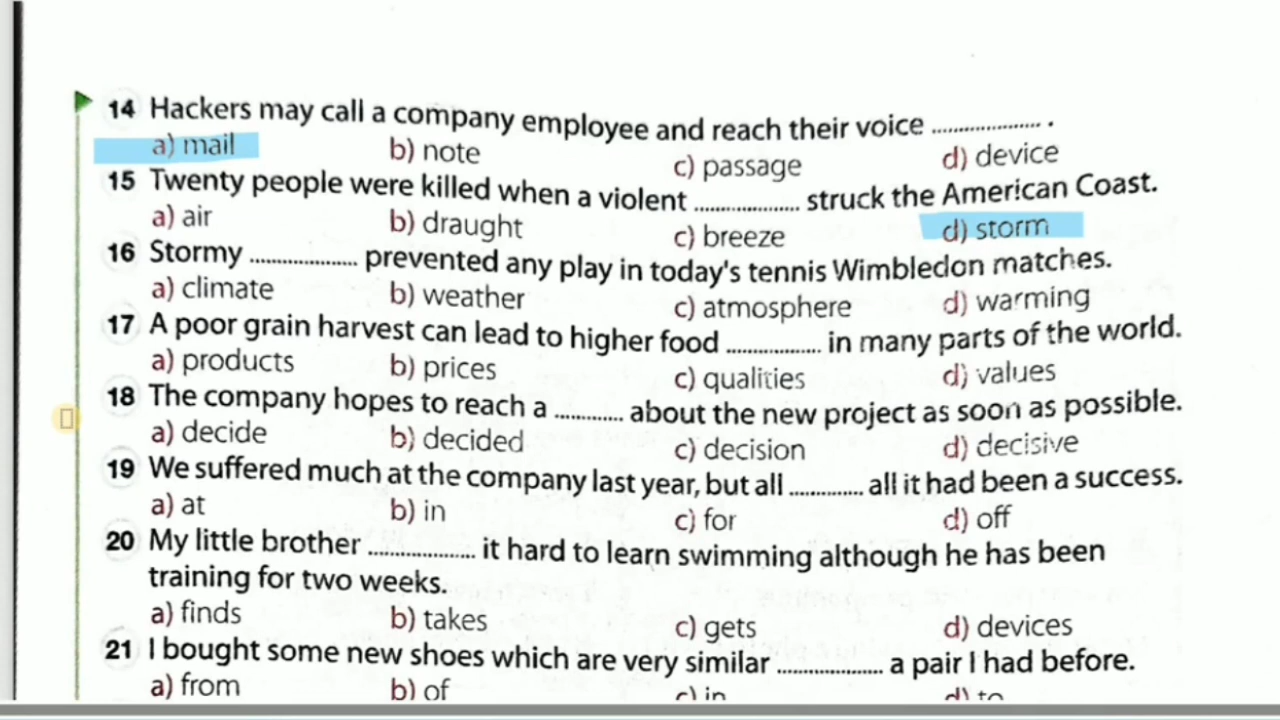 14 Hackers may call a company employee and reach their voice .................... .
a) mail b) note c) passage d) device
15 Twenty people were killed when a violent .................... struck the American Coast.
a) air b) draught c) breeze d) storm
16 Stormy .................... prevented any play in today's tennis Wimbledon matches.
a) climate b) weather c) atmosphere d) warming
17 A poor grain harvest can lead to higher food .................. in many parts of the world.
a) products b) prices c) qualities d) values
18 The company hopes to reach a ............. about the new project as soon as possible.
a) decide b) decided c) decision d) decisive
19 We suffered much at the company last year, but all .............. all it had been a success.
a) at b) in c) for d) off
20 My little brother .................... it hard to learn swimming although he has been
training for two weeks.
a) finds b) takes c) gets d) devices
21 I bought some new shoes which are very similar .................... a pair I had before.
a) from b) of c) in d) to